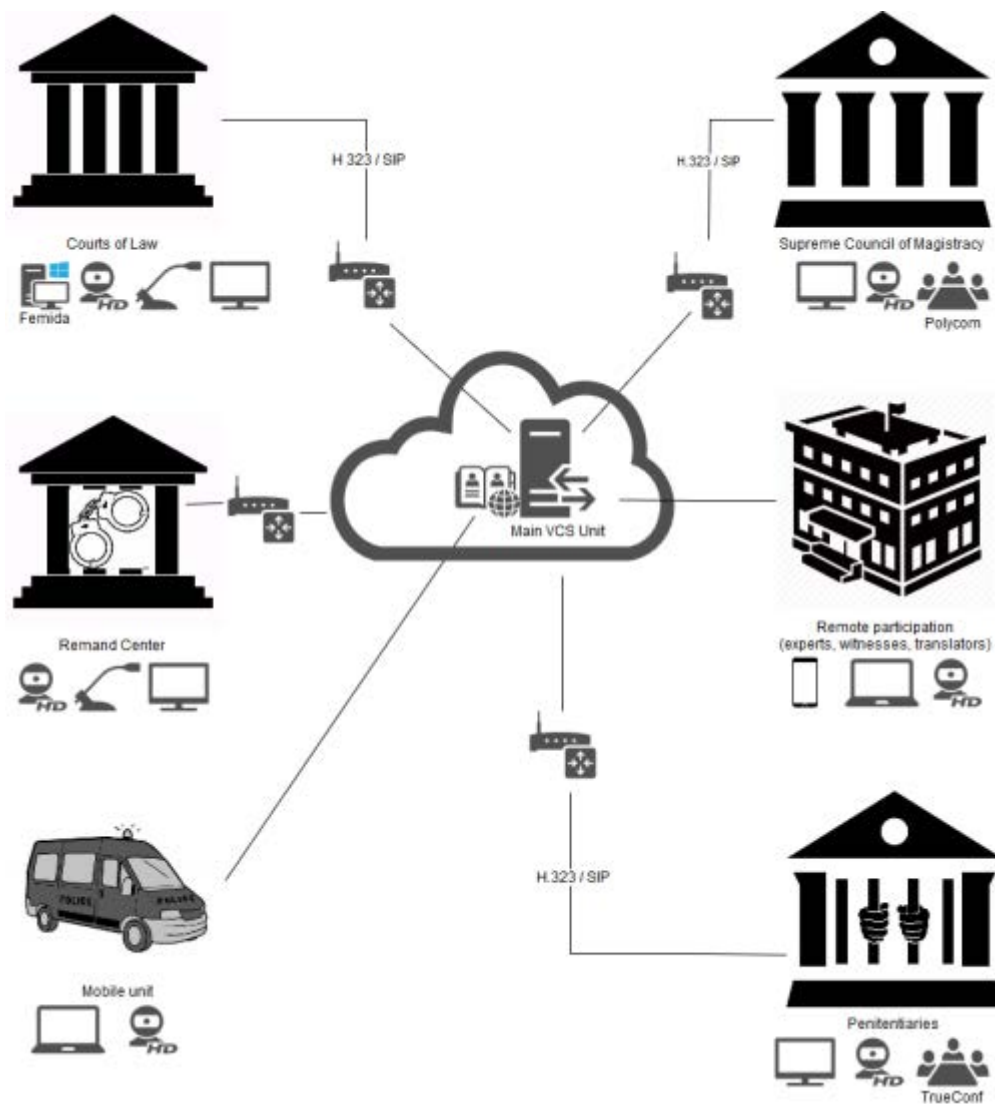 H.323 / SIP
H.323 / SIP
Courts of Law
HD
Femida
Supreme Council of Magistracy
HD
Polycom
Main VCS Unit
Remand Center
HD
Remote participation
(experts, witnesses, translators)
HD
POLICE
H.323 / SIP
Mobile unit
HD
Penitentiaries
HD
TrueConf